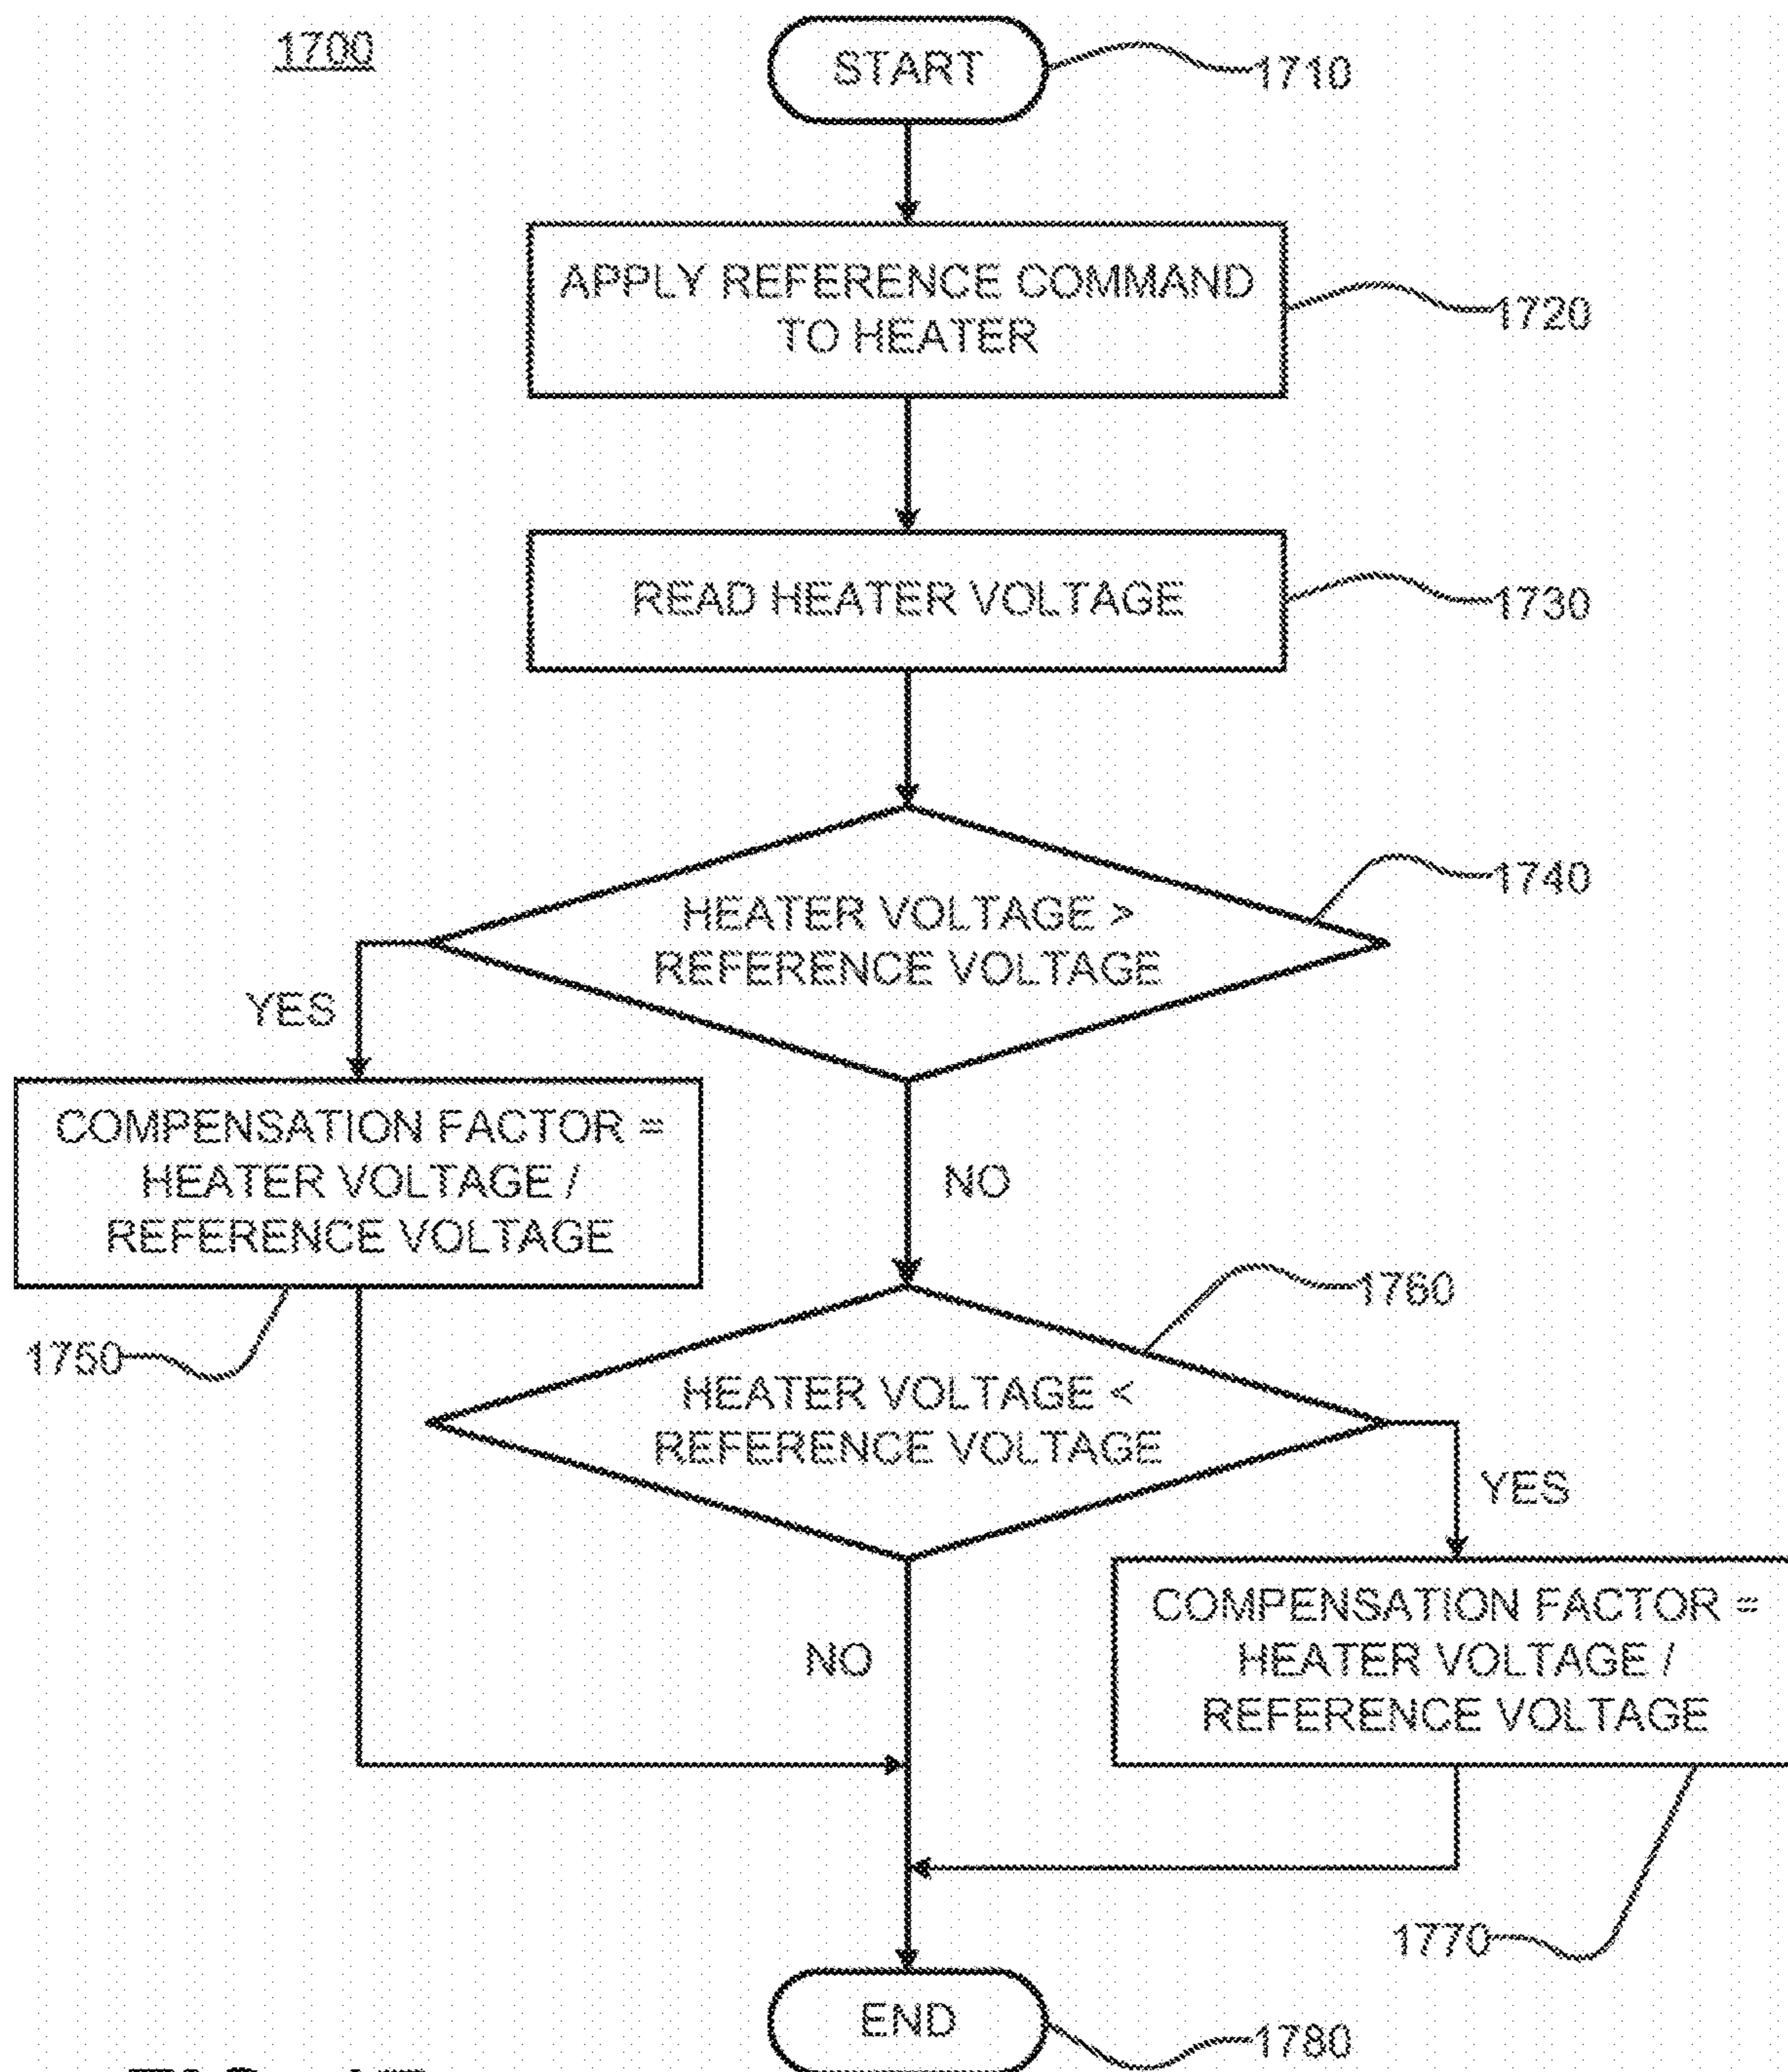 1700
START
1710
APPLY REFERENCE COMMAND
TO HEATER
1720
READ HEATER VOLTAGE
1730
HEATER VOLTAGE >
REFERENCE VOLTAGE
1740
YES
COMPENSATION FACTOR =
HEATER VOLTAGE /
REFERENCE VOLTAGE
1750
NO
HEATER VOLTAGE <
REFERENCE VOLTAGE
1760
YES
COMPENSATION FACTOR =
HEATER VOLTAGE /
REFERENCE VOLTAGE
1770
NO
END
1780